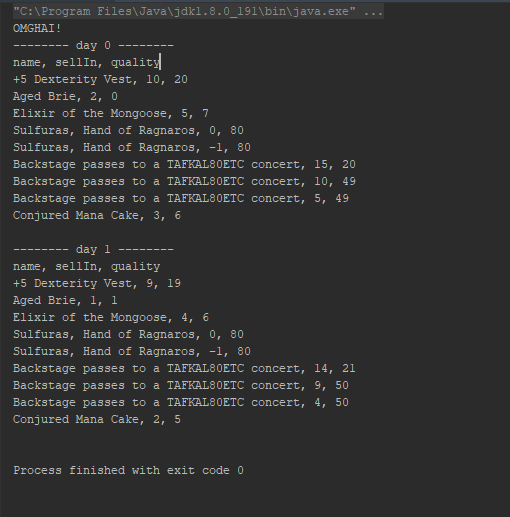 "C:\Program Files\Java\jdk1.8.0_191\bin\java.exe" ...
OMGHAI!
-------- day 0 --------
name, sellIn, quality
+5 Dexterity Vest, 10, 20
Aged Brie, 2, 0
Elixir of the Mongoose, 5, 7
Sulfuras, Hand of Ragnaros, 0, 80
Sulfuras, Hand of Ragnaros, -1, 80
Backstage passes to a TAFKAL80ETC concert, 15, 20
Backstage passes to a TAFKAL80ETC concert, 10, 49
Backstage passes to a TAFKAL80ETC concert, 5, 49
Conjured Mana Cake, 3, 6
-------- day 1 --------
name, sellIn, quality
+5 Dexterity Vest, 9, 19
Aged Brie, 1, 1
Elixir of the Mongoose, 4, 6
Sulfuras, Hand of Ragnaros, 0, 80
Sulfuras, Hand of Ragnaros, -1, 80
Backstage passes to a TAFKAL80ETC concert, 14, 21
Backstage passes to a TAFKAL80ETC concert, 9, 50
Backstage passes to a TAFKAL80ETC concert, 4, 50
Conjured Mana Cake, 2, 5
Process finished with exit code 0